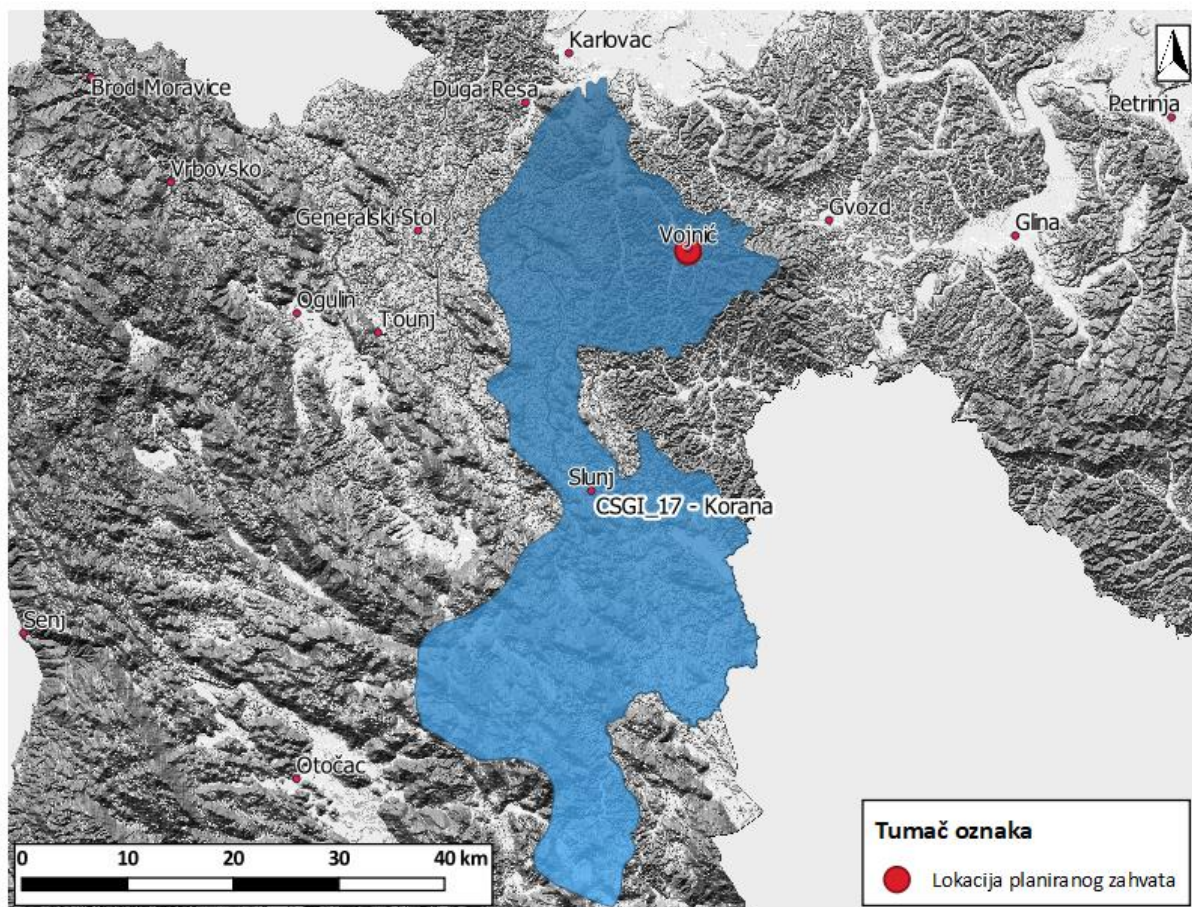 Karlovac
Brod Moravice
Duga Resa
Petrinja
Vrbovsko
Generalski Stol
Gvozd
Vojnić
Glina
Ogulin
Tounj
Slunj
CSGI_17 - Korana
Senj
Otočac
0 10 20 30 40 km
Tumač oznaka
Lokacija planiranog zahvata